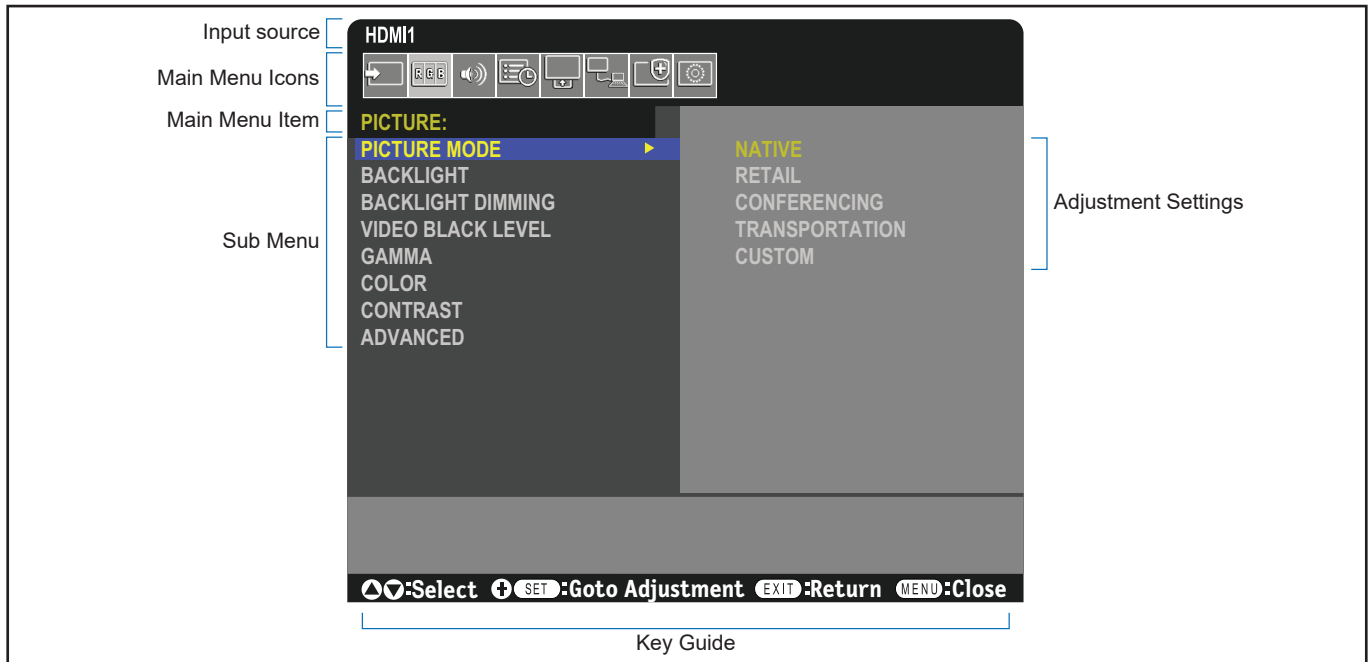 Input source
HDMI1
Main Menu Icons
RGB
Main Menu Item
PICTURE:
Sub Menu
PICTURE MODE
BACKLIGHT
BACKLIGHT DIMMING
VIDEO BLACK LEVEL
GAMMA
COLOR
CONTRAST
ADVANCED
NATIVE
RETAIL
CONFERENCING
TRANSPORTATION
CUSTOM
Adjustment Settings
:Select SET:Goto Adjustment EXIT:Return MENU:Close
Key Guide